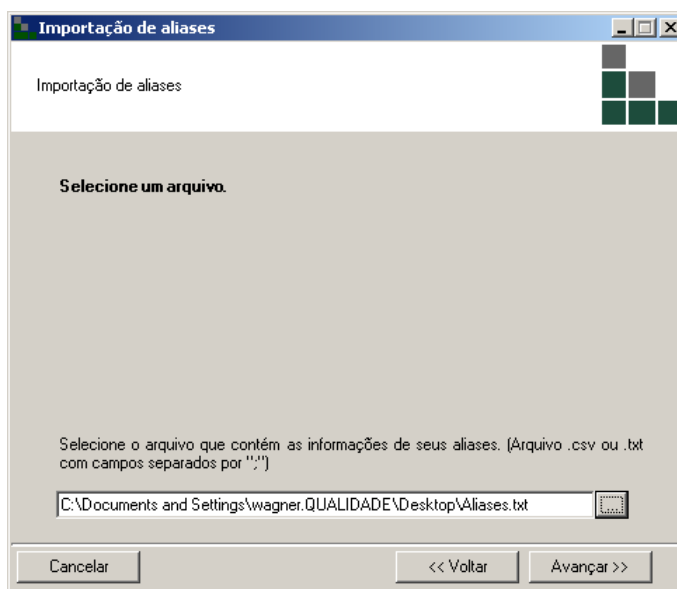 Importação de aliases
Importação de aliases
Selecione um arquivo.
Selecione o arquivo que contém as informações de seus aliases. (Arquivo .csv ou .txt
com campos separados por ";")
C:\Documents and Settings\wagner.QUALIDADE\Desktop\Aliases.txt
...
Cancelar
<< Voltar
Avançar >>